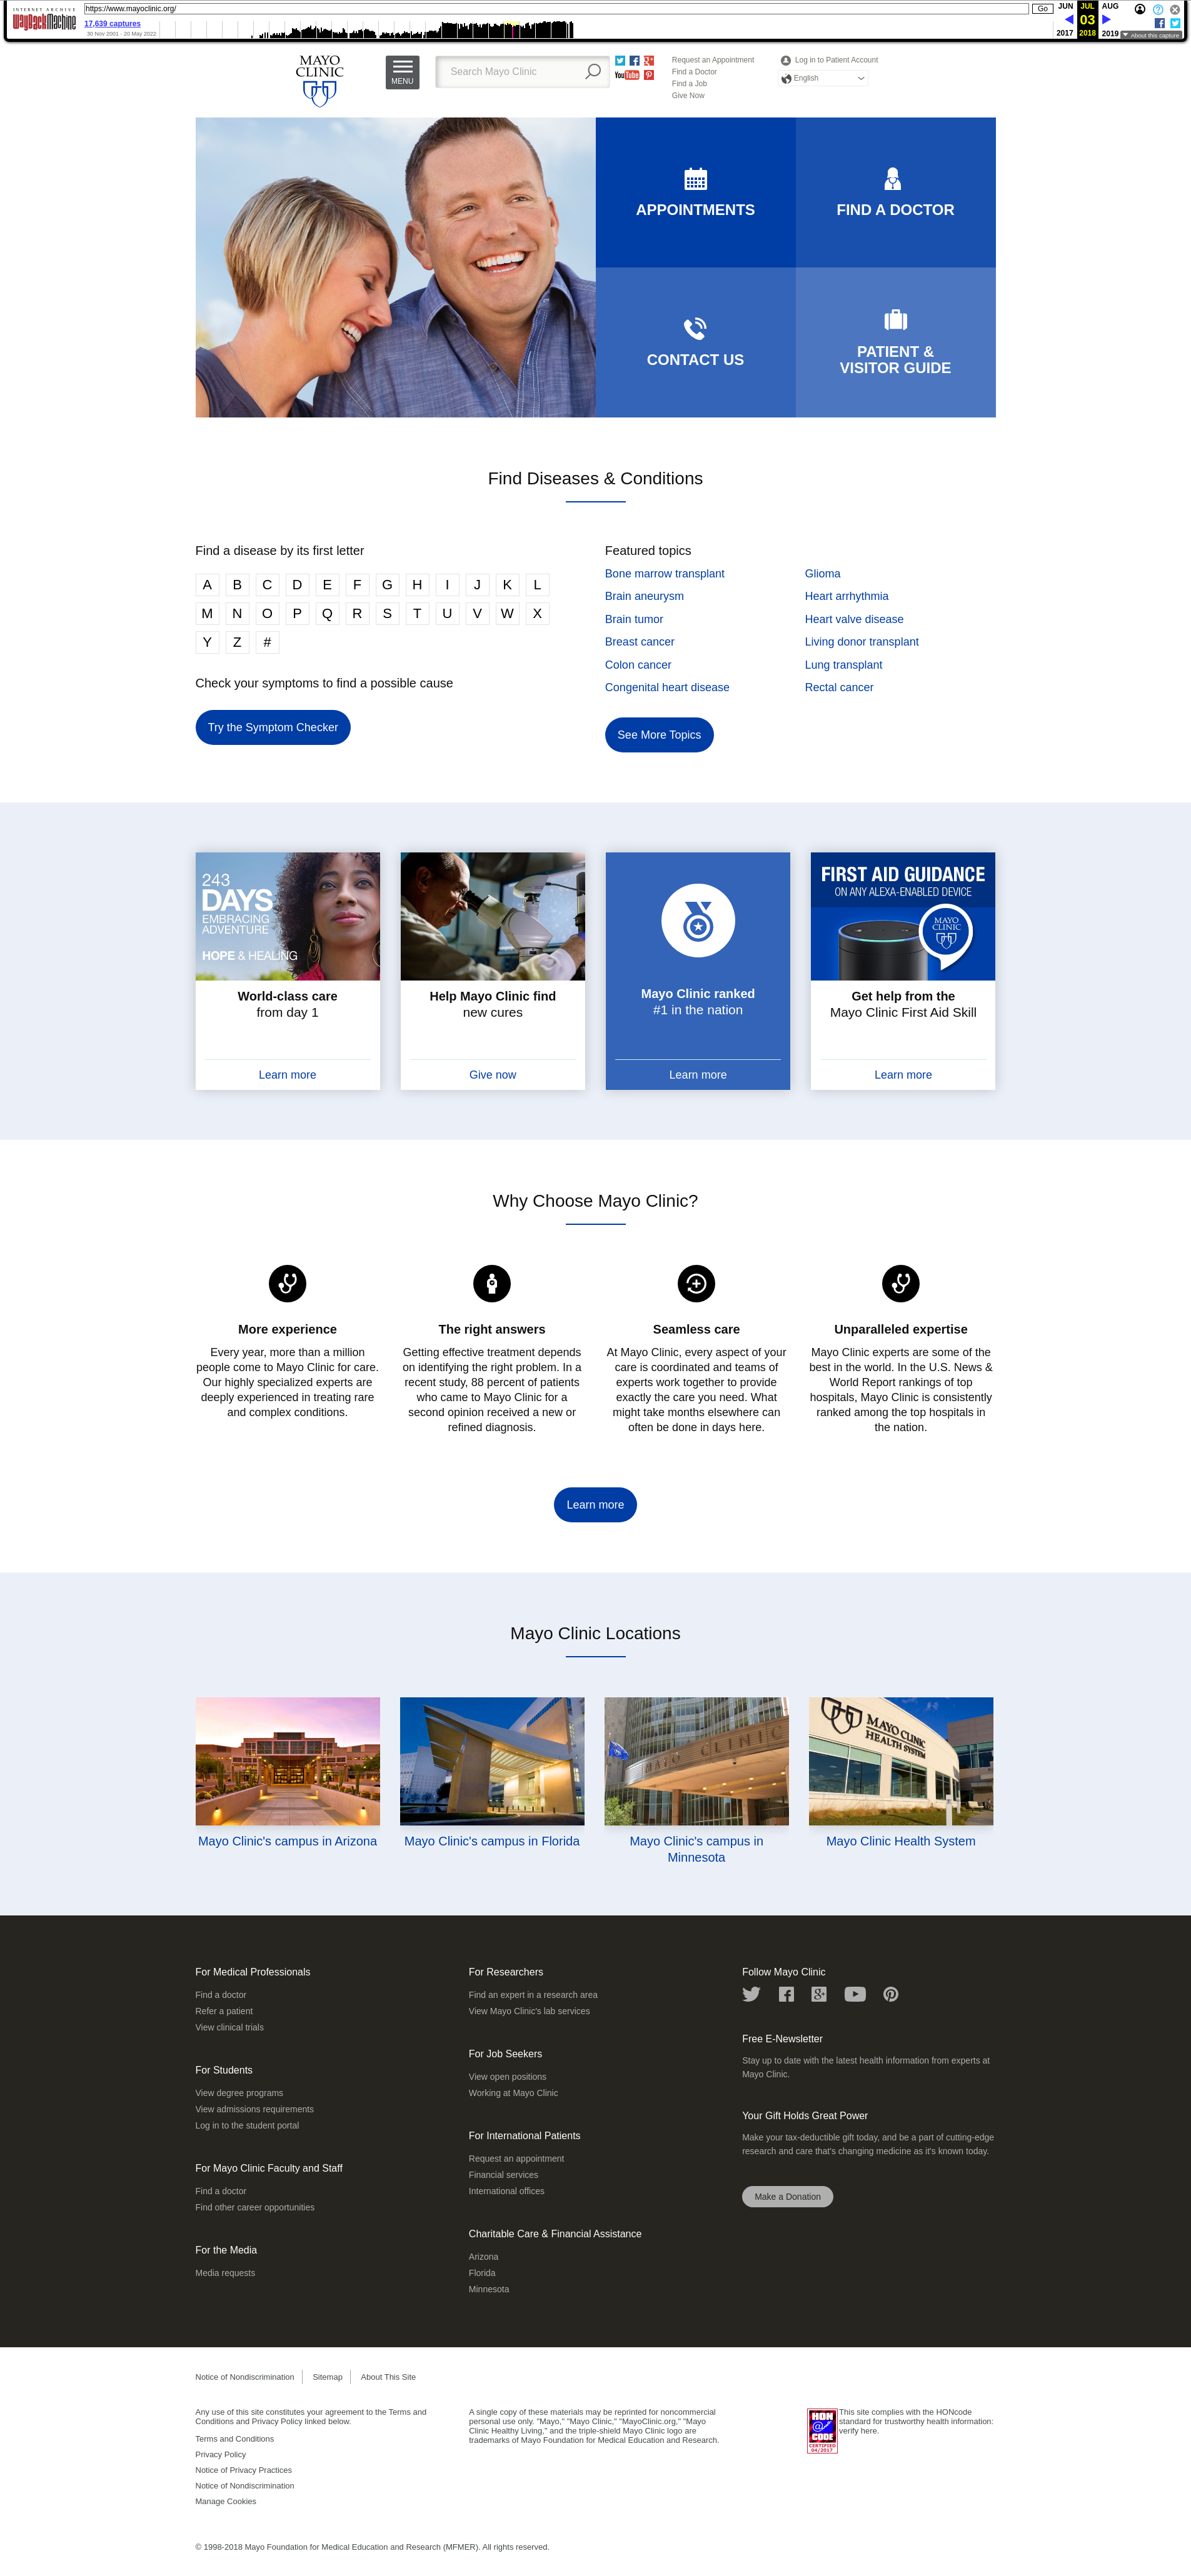 INTERNET ARCHIVE
WayBackMachine
https://www.mayoclinic.org/
Go
JUN
JUL
AUG
17,639 captures
03
30 Nov 2001 - 20 May 2022
2017
2018
2019
About this capture
MAYO
CLINIC
MENU
Search Mayo Clinic
YouTube
Request an Appointment
Find a Doctor
Find a Job
Give Now
Log in to Patient Account
English
APPOINTMENTS
FIND A DOCTOR
CONTACT US
PATIENT &
VISITOR GUIDE
Find Diseases & Conditions
Find a disease by its first letter
A B C D E F G H I J K L
M N O P Q R S T U V W X
Y Z #
Check your symptoms to find a possible cause
Try the Symptom Checker
Featured topics
Bone marrow transplant
Brain aneurysm
Brain tumor
Breast cancer
Colon cancer
Congenital heart disease
Glioma
Heart arrhythmia
Heart valve disease
Living donor transplant
Lung transplant
Rectal cancer
See More Topics
243
DAYS
EMBRACING
ADVENTURE
HOPE & HEALING
World-class care
from day 1
Learn more
Help Mayo Clinic find
new cures
Give now
Mayo Clinic ranked
#1 in the nation
Learn more
FIRST AID GUIDANCE
ON ANY ALEXA-ENABLED DEVICE
MAYO
CLINIC
Get help from the
Mayo Clinic First Aid Skill
Learn more
Why Choose Mayo Clinic?
More experience
Every year, more than a million
people come to Mayo Clinic for care.
Our highly specialized experts are
deeply experienced in treating rare
and complex conditions.
The right answers
Getting effective treatment depends
on identifying the right problem. In a
recent study, 88 percent of patients
who came to Mayo Clinic for a
second opinion received a new or
refined diagnosis.
Seamless care
At Mayo Clinic, every aspect of your
care is coordinated and teams of
experts work together to provide
exactly the care you need. What
might take months elsewhere can
often be done in days here.
Unparalleled expertise
Mayo Clinic experts are some of the
best in the world. In the U.S. News &
World Report rankings of top
hospitals, Mayo Clinic is consistently
ranked among the top hospitals in
the nation.
Learn more
Mayo Clinic Locations
MAYO CLINIC
MAYO CLINIC
HEALTH SYSTEM
Mayo Clinic's campus in Arizona
Mayo Clinic's campus in Florida
Mayo Clinic's campus in
Minnesota
Mayo Clinic Health System
For Medical Professionals
Find a doctor
Refer a patient
View clinical trials
For Students
View degree programs
View admissions requirements
Log in to the student portal
For Mayo Clinic Faculty and Staff
Find a doctor
Find other career opportunities
For the Media
Media requests
For Researchers
Find an expert in a research area
View Mayo Clinic's lab services
For Job Seekers
View open positions
Working at Mayo Clinic
For International Patients
Request an appointment
Financial services
International offices
Charitable Care & Financial Assistance
Arizona
Florida
Minnesota
Follow Mayo Clinic
Free E-Newsletter
Stay up to date with the latest health information from experts at
Mayo Clinic.
Your Gift Holds Great Power
Make your tax-deductible gift today, and be a part of cutting-edge
research and care that's changing medicine as it's known today.
Make a Donation
Notice of Nondiscrimination
Sitemap
About This Site
Any use of this site constitutes your agreement to the Terms and
Conditions and Privacy Policy linked below.
Terms and Conditions
Privacy Policy
Notice of Privacy Practices
Notice of Nondiscrimination
Manage Cookies
A single copy of these materials may be reprinted for noncommercial
personal use only. "Mayo," "Mayo Clinic," "MayoClinic.org," "Mayo
Clinic Healthy Living," and the triple-shield Mayo Clinic logo are
trademarks of Mayo Foundation for Medical Education and Research.
HON
@
CODE
CERTIFIED
04/2017
This site complies with the HONcode
standard for trustworthy health information:
verify here.
© 1998-2018 Mayo Foundation for Medical Education and Research (MFMER). All rights reserved.